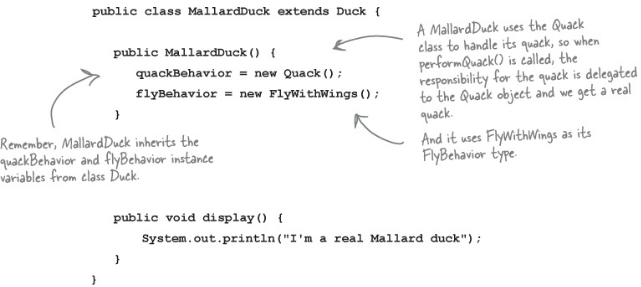 public class MallardDuck extends Duck {
public MallardDuck() {
quackBehavior = new Quack();
flyBehavior = new FlyWithWings();
}
A MallardDuck uses the Quack
class to handle its quack, so when
performQuack() is called, the
responsibility for the quack is delegated
to the Quack object and we get a real
quack.
And it uses FlyWithWings as its
FlyBehavior type.
Remember, MallardDuck inherits the
quackBehavior and flyBehavior instance
variables from class Duck.
public void display() {
System.out.println("I'm a real Mallard duck");
}
}